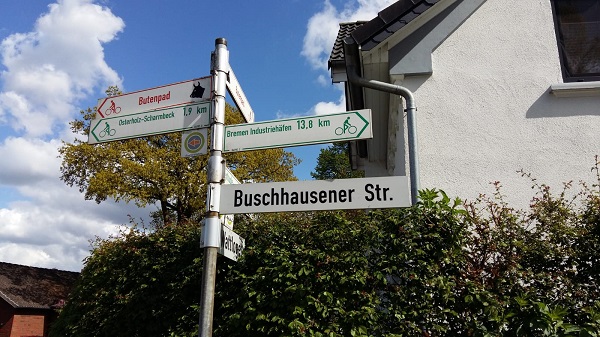 Butenpad
Osterholz-Scharmbeck 1,9 km
Bremen Industriehäfen 13,8 km
Buschhausener Str.